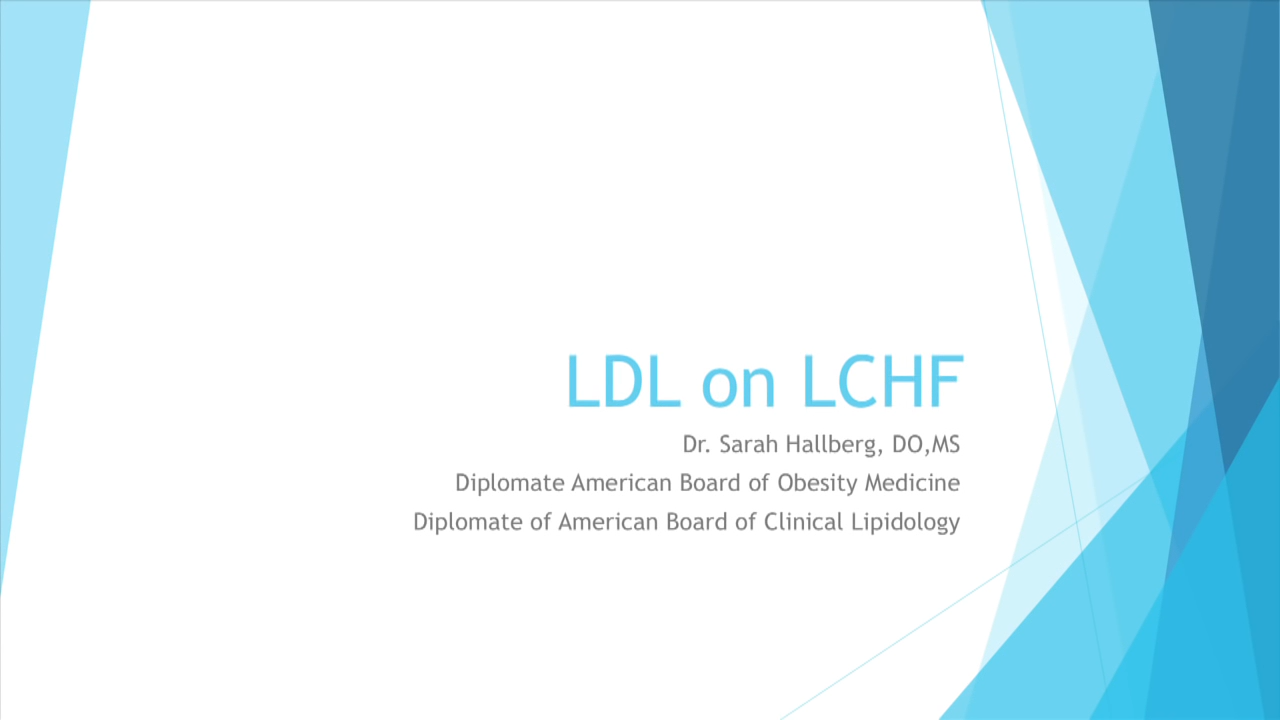 LDL on LCHF
Dr. Sarah Hallberg, DO,MS
Diplomate American Board of Obesity Medicine
Diplomate of American Board of Clinical Lipidology